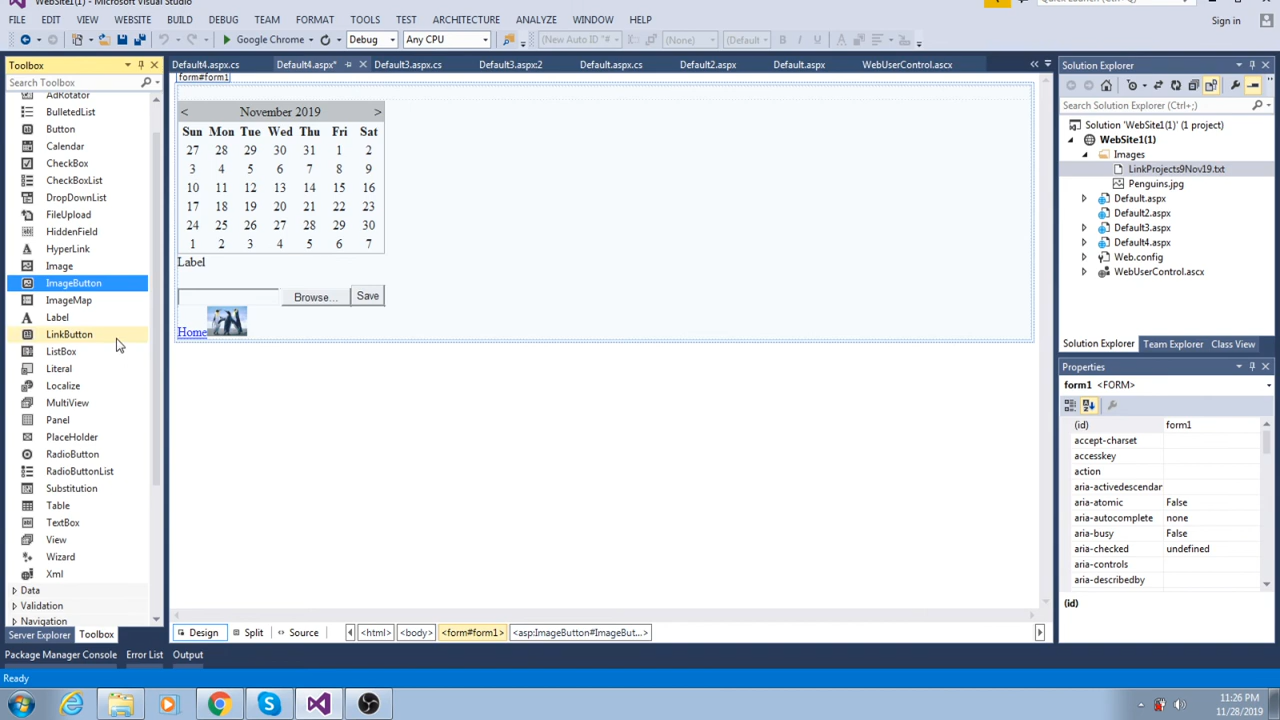 WebSite1(1) - Microsoft Visual Studio
Quick Launch (Ctrl+;)
FILE EDIT VIEW WEBSITE BUILD DEBUG TEAM FORMAT TOOLS TEST ARCHITECTURE ANALYZE WINDOW HELP
Sign in
Google Chrome Debug Any CPU (New Auto ID #) (None) (Default) B I U A
Toolbox
Default4.aspx.cs Default4.aspx* Default3.aspx.cs Default3.aspx2 Default.aspx.cs Default2.aspx Default.aspx WebUserControl.ascx
Solution Explorer
Search Toolbox
form#form1
Search Solution Explorer (Ctrl+;)
AdRotator
BulletedList
Button
Calendar
CheckBox
CheckBoxList
DropDownList
FileUpload
HiddenField
HyperLink
Image
ImageButton
ImageMap
Label
LinkButton
ListBox
Literal
Localize
MultiView
Panel
PlaceHolder
RadioButton
RadioButtonList
Substitution
Table
TextBox
View
Wizard
Xml
Data
Validation
Navigation
Server Explorer Toolbox
< November 2019 >
Sun Mon Tue Wed Thu Fri Sat
27 28 29 30 31 1 2
3 4 5 6 7 8 9
10 11 12 13 14 15 16
17 18 19 20 21 22 23
24 25 26 27 28 29 30
1 2 3 4 5 6 7
Label
Browse... Save
Home
Design Split Source <html> <body> <form#form1> <asp:ImageButton#ImageBut...>
Solution 'WebSite1(1)' (1 project)
WebSite1(1)
Images
LinkProjects9Nov19.txt
Penguins.jpg
Default.aspx
Default2.aspx
Default3.aspx
Default4.aspx
Web.config
WebUserControl.ascx
Solution Explorer Team Explorer Class View
Properties
form1 <FORM>
(id) form1
accept-charset
accesskey
action
aria-activedescendar
aria-atomic False
aria-autocomplete none
aria-busy False
aria-checked undefined
aria-controls
aria-describedby
(id)
Package Manager Console Error List Output
Ready
11:26 PM
11/28/2019